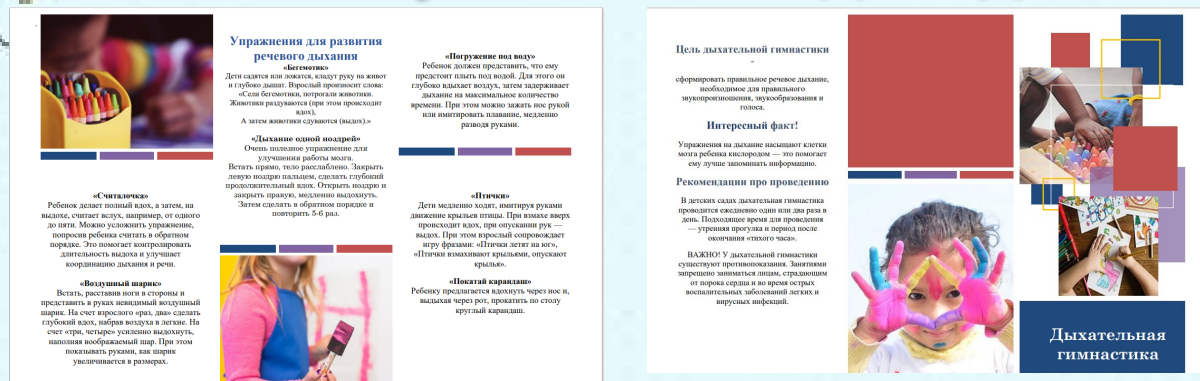 «Считалочка»
Ребенок делает полный вдох, а затем, на
выдохе, считает вслух, например, от одного
до пяти. Можно усложнить упражнение,
попросив ребенка считать в обратном
порядке. Это помогает контролировать
длительность выдоха и улучшает
координацию дыхания и речи.
«Воздушный шарик»
Встать, расставив ноги в стороны и
представить в руках невидимый воздушный
шарик. На счет взрослого «раз, два» сделать
глубокий вдох, набрав воздуха в легкие. На
счет «три, четыре» усиленно выдохнуть,
наполняя воображаемый шар. При этом
показывать руками, как шарик
увеличивается в размерах.
Упражнения для развития
речевого дыхания
«Бегемотик»
Дети садятся или ложатся, кладут руку на живот
и глубоко дышат. Взрослый произносит слова:
«Сели бегемотики, потрогали животики.
Животики раздуваются (при этом происходит
вдох),
А затем животики сдуваются (выдох).»
«Дыхание одной ноздрей»
Очень полезное упражнение для
улучшения работы мозга.
Встать прямо, тело расслаблено. Закрыть
левую ноздрю пальцем, сделать глубокий
продолжительный вдох. Открыть ноздрю и
закрыть правую, медленно выдохнуть.
Затем сделать в обратном порядке и
повторить 5-6 раз.
«Погружение под воду»
Ребенок должен представить, что ему
предстоит плыть под водой. Для этого он
глубоко вдыхает воздух, затем задерживает
дыхание на максимальное количество
времени. При этом можно зажать нос рукой
или имитировать плавание, медленно
разводя руками.
«Птички»
Дети медленно ходят, имитируя руками
движение крыльев птицы. При взмахе вверх
происходит вдох, при опускании рук —
выдох. При этом взрослый сопровождает
игру фразами: «Птички летят на юг»,
«Птички взмахивают крыльями, опускают
крылья».
«Покатай карандаш»
Ребенку предлагается вдохнуть через нос и,
выдыхая через рот, прокатить по столу
круглый карандаш.
Цель дыхательной гимнастики
-
сформировать правильное речевое дыхание,
необходимое для правильного
звукопроизношения, звукообразования и
голоса.
Интересный факт!
Упражнения на дыхание насыщают клетки
мозга ребенка кислородом — это помогает
ему лучше запоминать информацию.
Рекомендации про проведению
В детских садах дыхательная гимнастика
проводится ежедневно один или два раза в
день. Подходящее время для проведения
— утренняя прогулка и период после
окончания «тихого часа».
ВАЖНО! У дыхательной гимнастики
существуют противопоказания. Занятиями
запрещено заниматься лицам, страдающим
от порока сердца и во время острых
воспалительных заболеваний легких и
вирусных инфекций.
Дыхательная
гимнастика